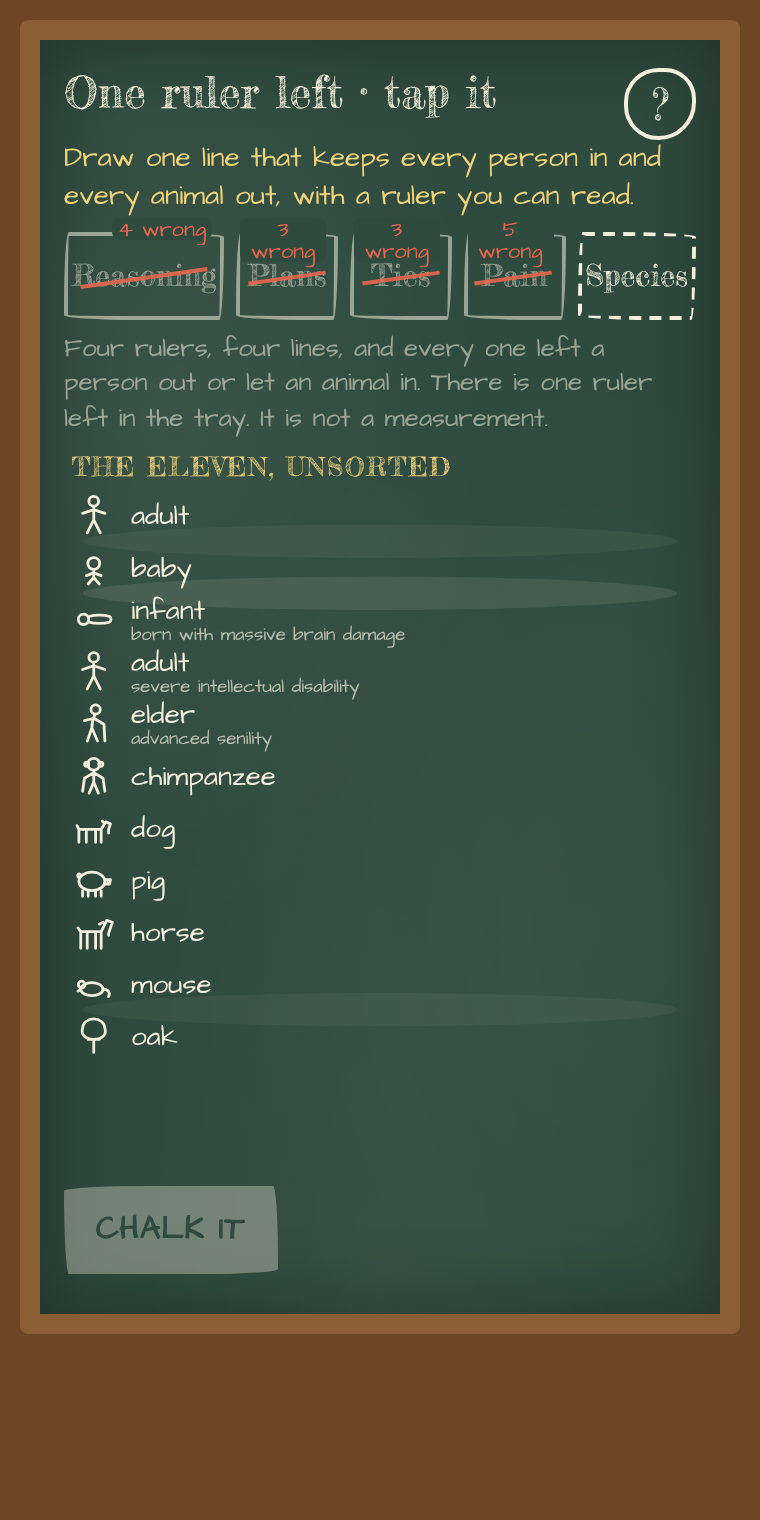 One ruler left · tap it
?
Draw one line that keeps every person in and
every animal out, with a ruler you can read.
4 wrong
3
wrong
3
wrong
5
wrong
Reasoning
Plans
Ties
Pain
Species
Four rulers, four lines, and every one left a
person out or let an animal in. There is one ruler
left in the tray. It is not a measurement.
THE ELEVEN, UNSORTED
adult
baby
infant
born with massive brain damage
adult
severe intellectual disability
elder
advanced senility
chimpanzee
dog
pig
horse
mouse
oak
CHALK IT